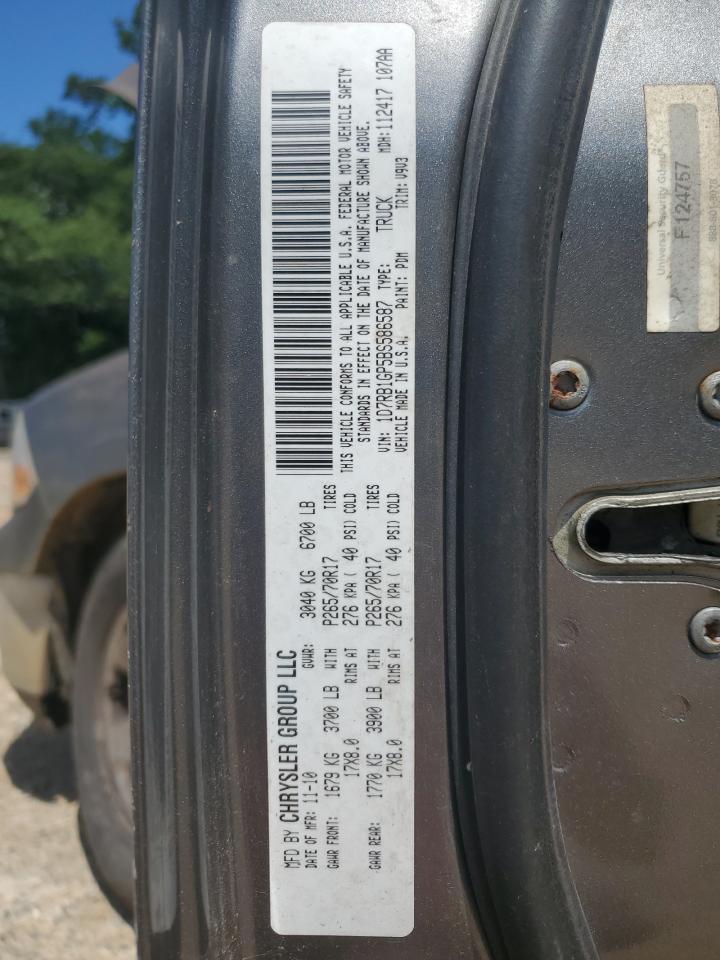 MFD BY CHRYSLER GROUP LLC
DATE OF MFR: 11-10 GVWR: 3040 KG 6700 LB
GAWR FRONT: 1679 KG 3700 LB WITH P265/70R17 TIRES
17X8.0 RIMS AT 276 KPA ( 40 PSI) COLD
GAWR REAR: 1770 KG 3900 LB WITH P265/70R17 TIRES
17X8.0 RIMS AT 276 KPA ( 40 PSI) COLD
THIS VEHICLE CONFORMS TO ALL APPLICABLE U.S.A. FEDERAL MOTOR VEHICLE SAFETY
STANDARDS IN EFFECT ON THE DATE OF MANUFACTURE SHOWN ABOVE.
VIN: 1D7RB1GP5BS586587 TYPE: TRUCK MDH:112417 107AA
VEHICLE MADE IN U.S.A. PAINT: PDM TRIM: V9V3
Universal Security
F124757